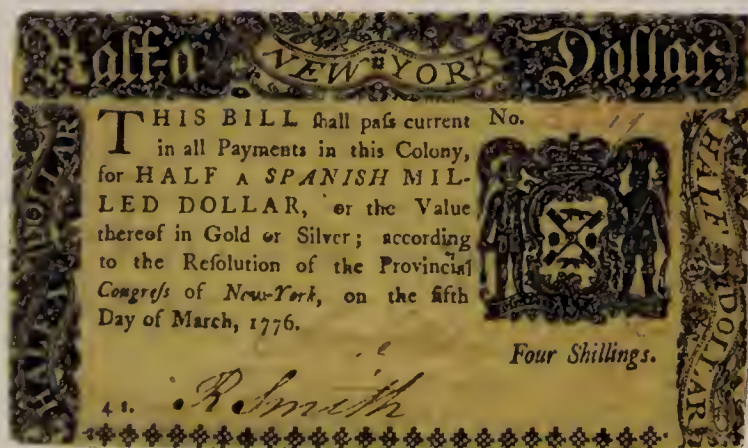 Half-a NEW-YORK Dollar.
HALF A DOLLAR
THIS BILL ſhall paſs current
in all Payments in this Colony,
for HALF A SPANISH MIL-
LED DOLLAR, or the Value
thereof in Gold or Silver; according
to the Reſolution of the Provincial
Congreſs of New-York, on the fifth
Day of March, 1776.
No.
Four Shillings.
4 s. R Smith
HALF A DOLLAR